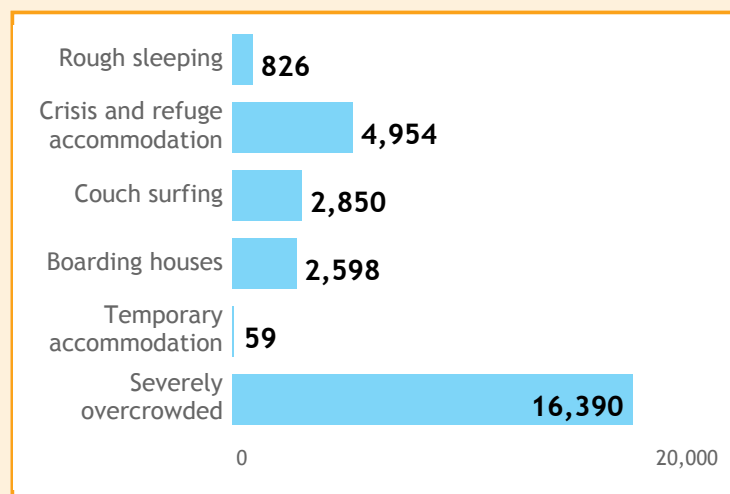 Rough sleeping
826
Crisis and refuge
accommodation
4,954
Couch surfing
2,850
Boarding houses
2,598
Temporary
accommodation
59
Severely
overcrowded
16,390
0
20,000